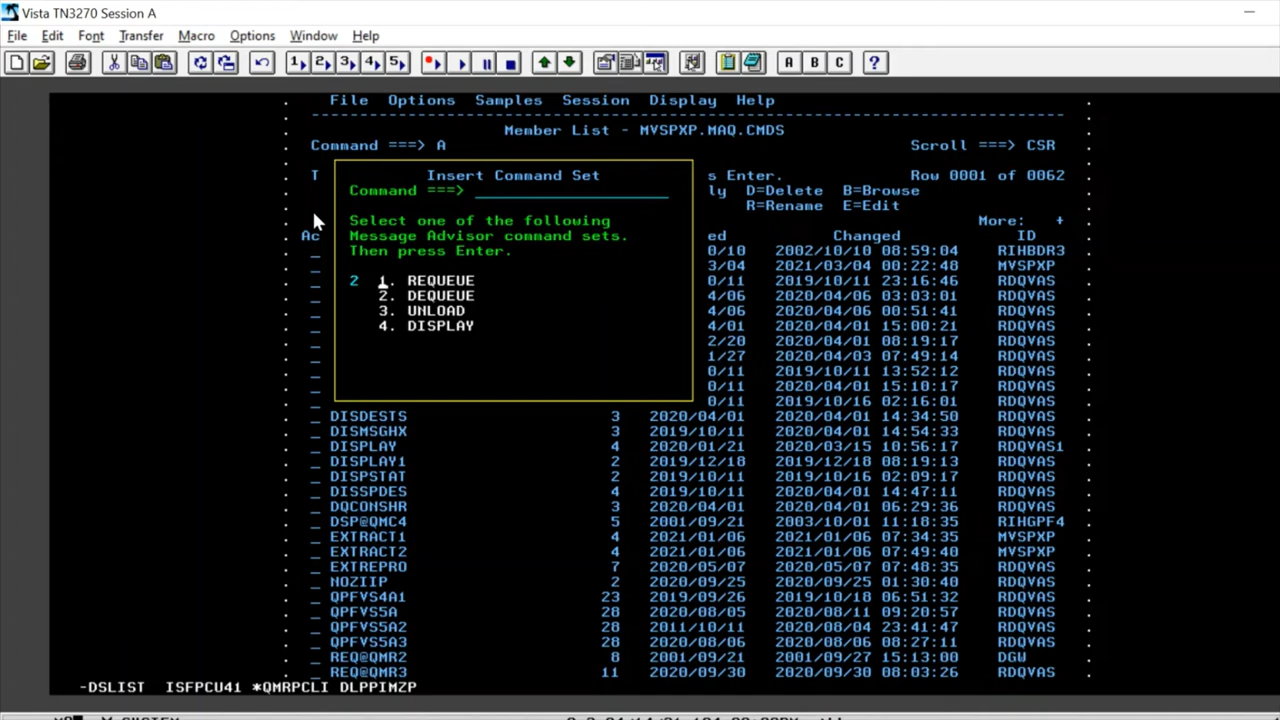 Vista TN3270 Session A
File Edit Font Transfer Macro Options Window Help
1 2 3 4 5 A B C ?
File Options Samples Session Display Help
Member List - MVSPXP.MAQ.CMDS
Command ===> A Scroll ===> CSR
T Insert Command Set s Enter. Row 0001 of 0062
Command ===> ly D=Delete B=Browse
R=Rename E=Edit
Select one of the following More: +
Ac Message Advisor command sets. ed Changed ID
Then press Enter. 0/10 2002/10/10 08:59:04 RIHBDR3
3/04 2021/03/04 00:22:48 MVSPXP
2 1. REQUEUE 0/11 2019/10/11 23:16:46 RDQVAS
2. DEQUEUE 4/06 2020/04/06 03:03:01 RDQVAS
3. UNLOAD 4/06 2020/04/06 00:51:41 RDQVAS
4. DISPLAY 4/01 2020/04/01 15:00:21 RDQVAS
2/20 2020/04/01 08:19:17 RDQVAS
1/27 2020/04/03 07:49:14 RDQVAS
0/11 2019/10/11 13:52:12 RDQVAS
0/11 2020/04/01 15:10:17 RDQVAS
0/11 2019/10/16 02:16:01 RDQVAS
DISDESTS 3 2020/04/01 2020/04/01 14:34:50 RDQVAS
DISMSGHX 3 2019/10/11 2020/04/01 14:54:33 RDQVAS
DISPLAY 4 2020/01/21 2020/03/15 10:56:17 RDQVAS1
DISPLAY1 2 2019/12/18 2019/12/18 08:19:13 RDQVAS
DISPSTAT 2 2019/10/11 2019/10/16 02:09:17 RDQVAS
DISSPDES 4 2019/10/11 2020/04/01 14:47:11 RDQVAS
DQCONSHR 3 2020/04/01 2020/04/01 06:29:36 RDQVAS
DSP@QMC4 5 2001/09/21 2003/10/01 11:18:35 RIHGPF4
EXTRACT1 4 2021/01/06 2021/01/06 07:34:35 MVSPXP
EXTRACT2 4 2021/01/06 2021/01/06 07:49:40 MVSPXP
EXTREPRO 7 2020/05/07 2020/05/07 07:48:35 RDQVAS
NOZIIP 2 2020/09/25 2020/09/25 01:30:40 RDQVAS
QPFVS4A1 23 2019/09/26 2019/10/18 06:51:32 RDQVAS
QPFVS5A 28 2020/08/05 2020/08/11 09:20:57 RDQVAS
QPFVS5A2 28 2011/10/11 2020/08/04 23:41:47 RDQVAS
QPFVS5A3 28 2020/08/06 2020/08/06 08:27:11 RDQVAS
REQ@QMR2 8 2001/09/21 2001/09/27 15:13:00 DGW
REQ@QMR3 11 2020/09/30 2020/09/30 08:03:26 RDQVAS
-DSLIST ISFPCU41 *QMRPCLI DLPPIMZP